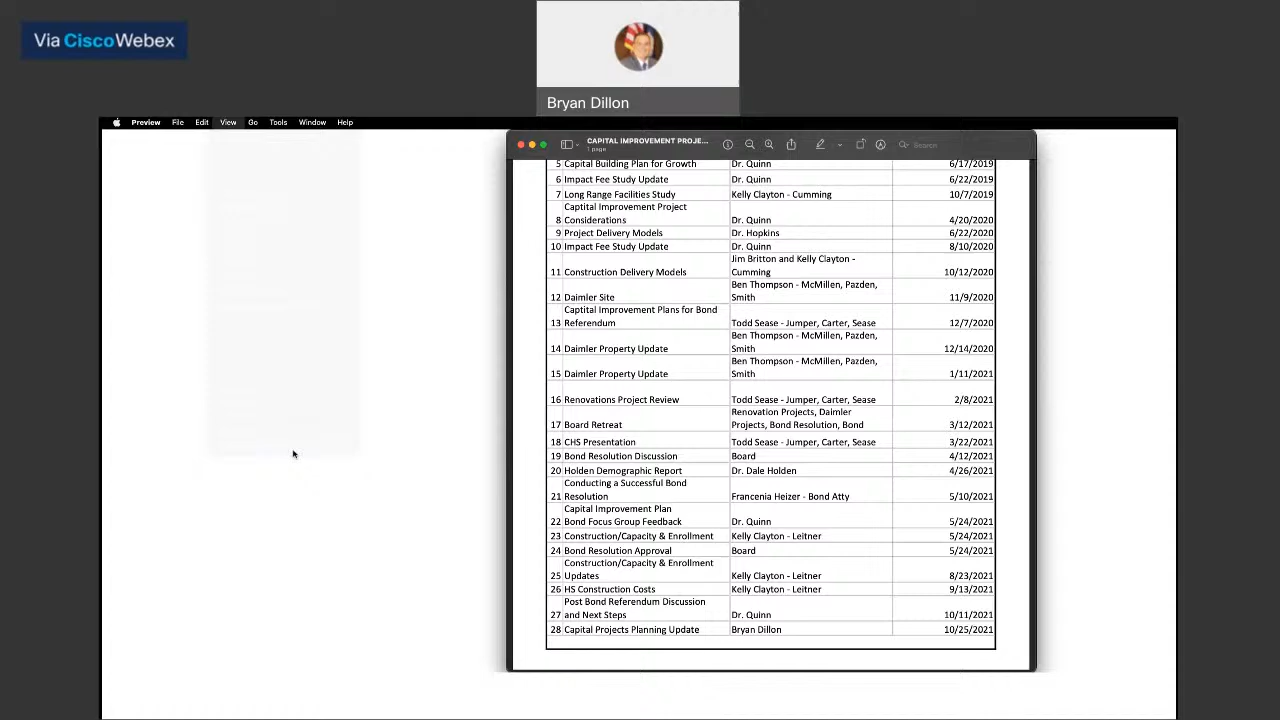 Via Cisco Webex
Bryan Dillon
Preview File Edit View Go Tools Window Help
CAPITAL IMPROVEMENT PROJE...
1 page
Search
5 Capital Building Plan for Growth Dr. Quinn 6/17/2019
6 Impact Fee Study Update Dr. Quinn 6/22/2019
7 Long Range Facilities Study Kelly Clayton - Cumming 10/7/2019
Captital Improvement Project
8 Considerations Dr. Quinn 4/20/2020
9 Project Delivery Models Dr. Hopkins 6/22/2020
10 Impact Fee Study Update Dr. Quinn 8/10/2020
Jim Britton and Kelly Clayton -
11 Construction Delivery Models Cumming 10/12/2020
Ben Thompson - McMillen, Pazden,
12 Daimler Site Smith 11/9/2020
Captital Improvement Plans for Bond
13 Referendum Todd Sease - Jumper, Carter, Sease 12/7/2020
Ben Thompson - McMillen, Pazden,
14 Daimler Property Update Smith 12/14/2020
Ben Thompson - McMillen, Pazden,
15 Daimler Property Update Smith 1/11/2021
16 Renovations Project Review Todd Sease - Jumper, Carter, Sease 2/8/2021
Renovation Projects, Daimler
17 Board Retreat Projects, Bond Resolution, Bond 3/12/2021
18 CHS Presentation Todd Sease - Jumper, Carter, Sease 3/22/2021
19 Bond Resolution Discussion Board 4/12/2021
20 Holden Demographic Report Dr. Dale Holden 4/26/2021
Conducting a Successful Bond
21 Resolution Francenia Heizer - Bond Atty 5/10/2021
Capital Improvement Plan
22 Bond Focus Group Feedback Dr. Quinn 5/24/2021
23 Construction/Capacity & Enrollment Kelly Clayton - Leitner 5/24/2021
24 Bond Resolution Approval Board 5/24/2021
Construction/Capacity & Enrollment
25 Updates Kelly Clayton - Leitner 8/23/2021
26 HS Construction Costs Kelly Clayton - Leitner 9/13/2021
Post Bond Referendum Discussion
27 and Next Steps Dr. Quinn 10/11/2021
28 Capital Projects Planning Update Bryan Dillon 10/25/2021